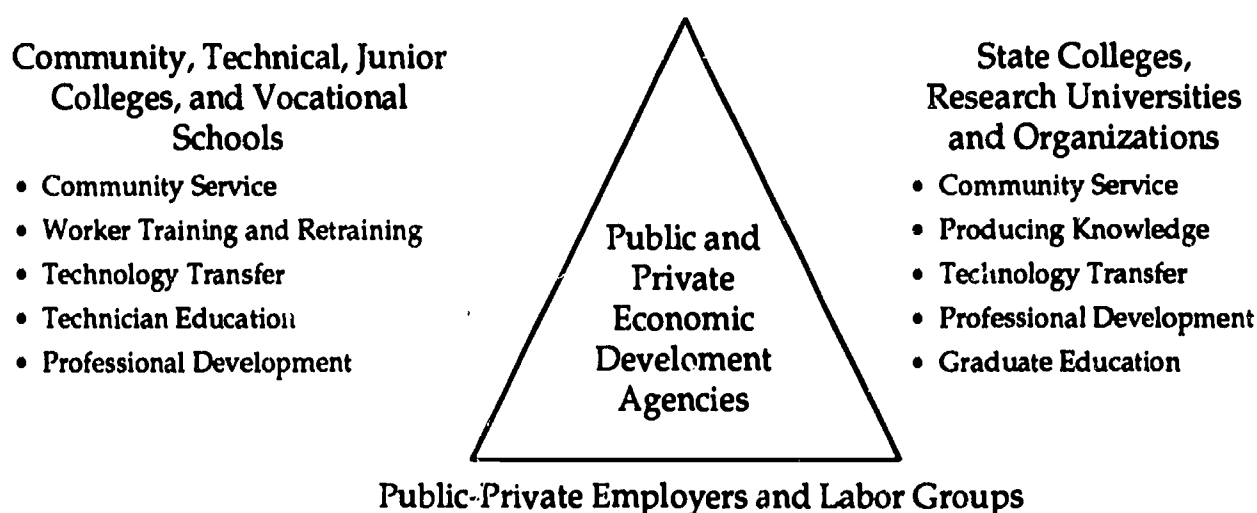 Community, Technical, Junior
Colleges, and Vocational
Schools
• Community Service
• Worker Training and Retraining
• Technology Transfer
• Technician Education
• Professional Development
Public and
Private
Economic
Develoment
Agencies
State Colleges,
Research Universities
and Organizations
• Community Service
• Producing Knowledge
• Technology Transfer
• Professional Development
• Graduate Education
Public-Private Employers and Labor Groups